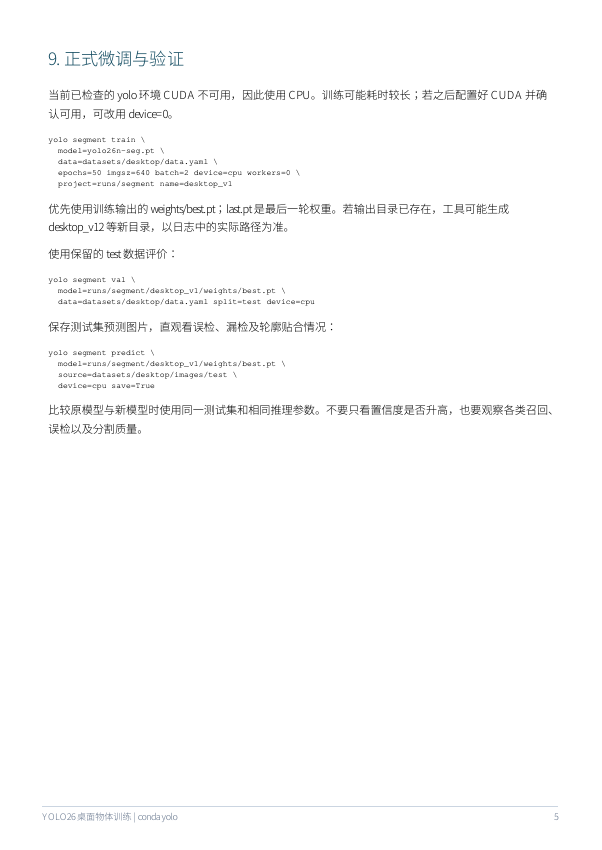 9. 正式微调与验证
当前已检查的 yolo 环境 CUDA 不可用，因此使用 CPU。训练可能耗时较长；若之后配置好 CUDA 并确
认可用，可改用 device=0。
yolo segment train \
  model=yolo26n-seg.pt \
  data=datasets/desktop/data.yaml \
  epochs=50 imgsz=640 batch=2 device=cpu workers=0 \
  project=runs/segment name=desktop_v1
优先使用训练输出的 weights/best.pt；last.pt 是最后一轮权重。若输出目录已存在，工具可能生成
desktop_v12 等新目录，以日志中的实际路径为准。
使用保留的 test 数据评价：
yolo segment val \
  model=runs/segment/desktop_v1/weights/best.pt \
  data=datasets/desktop/data.yaml split=test device=cpu
保存测试集预测图片，直观看误检、漏检及轮廓贴合情况：
yolo segment predict \
  model=runs/segment/desktop_v1/weights/best.pt \
  source=datasets/desktop/images/test \
  device=cpu save=True
比较原模型与新模型时使用同一测试集和相同推理参数。不要只看置信度是否升高，也要观察各类召回、
误检以及分割质量。
YOLO26 桌面物体训练 | conda yolo
5